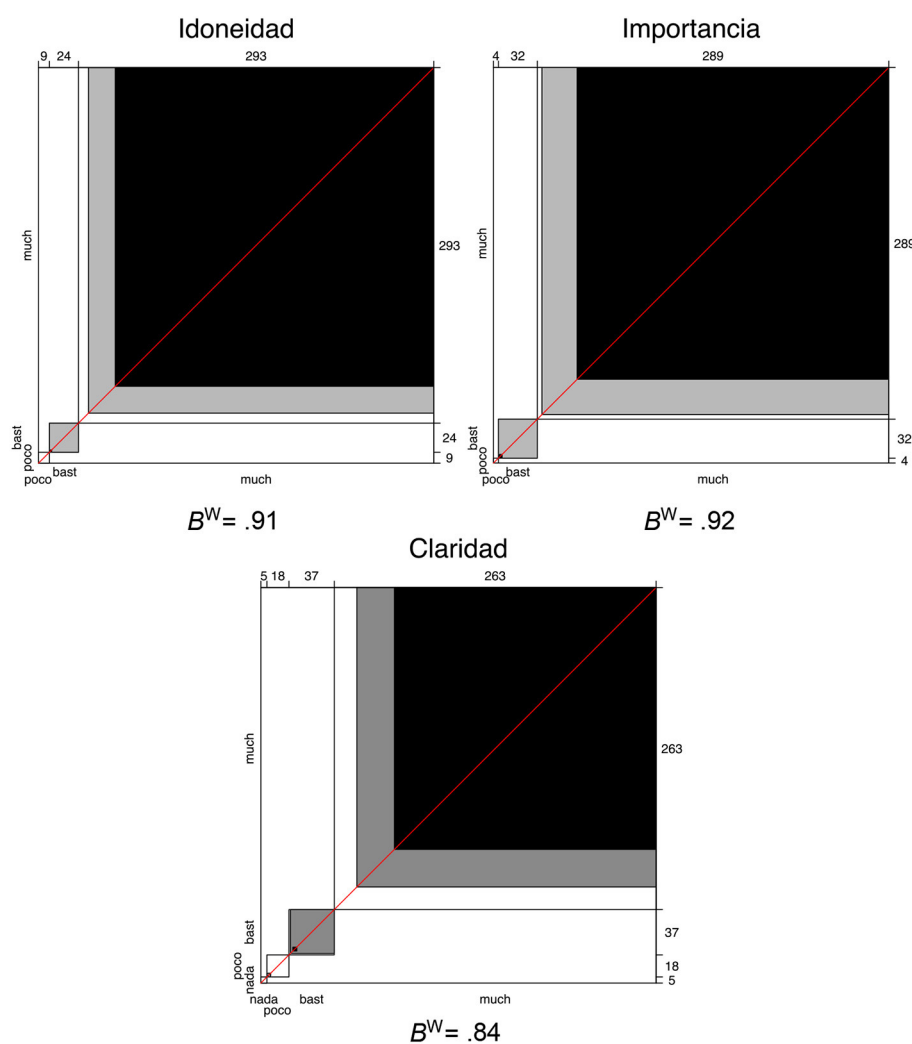 Idoneidad
9 24 293
much
293
bast
24
poco
9
poco bast much
B^W = .91
Importancia
4 32 289
much
289
bast
32
poco
4
poco bast much
B^W = .92
Claridad
5 18 37 263
much
263
bast
37
poco
18
nada
5
nada bast much
poco
B^W = .84